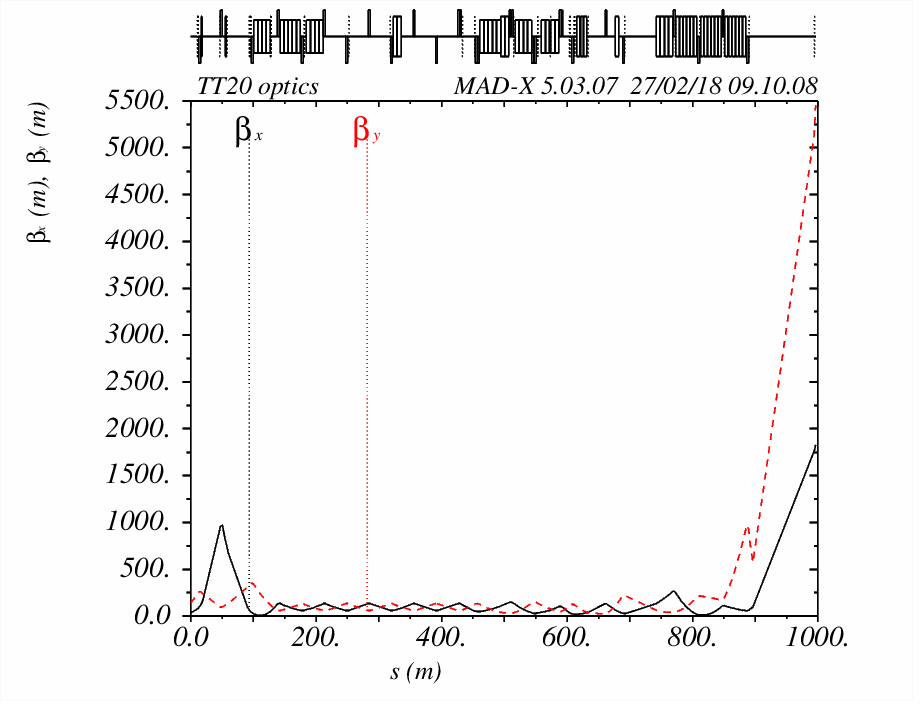 TT20 optics MAD-X 5.03.07 27/02/18 09.10.08
βx (m), βy (m)
5500.
5000.
4500.
4000.
3500.
3000.
2500.
2000.
1500.
1000.
500.
0.0
βx
βy
0.0 200. 400. 600. 800. 1000.
s (m)